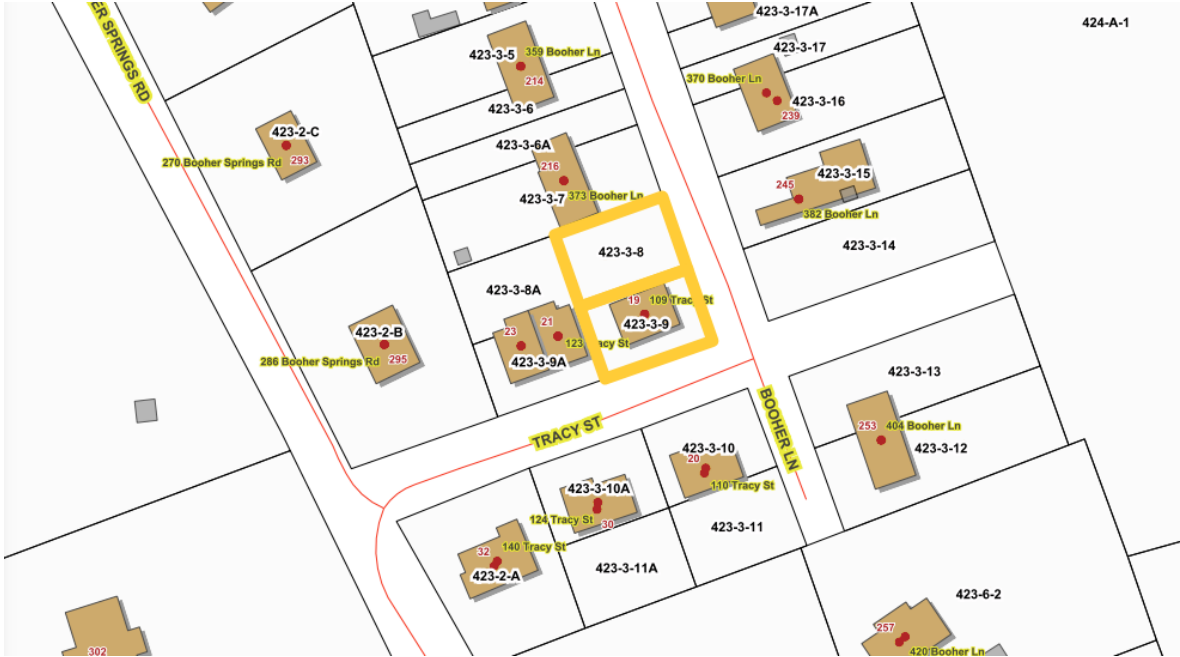 423-3-17A
424-A-1
ER SPRINGS RD
423-3-5
359 Booher Ln
214
423-3-17
370 Booher Ln
423-3-16
239
423-3-6
423-2-C
293
270 Booher Springs Rd
423-3-6A
216
423-3-7
373 Booher Ln
423-3-15
245
382 Booher Ln
423-3-14
423-3-8
423-3-8A
19
109 Tracy St
423-3-9
21
23
123 Tracy St
423-3-9A
423-2-B
295
286 Booher Springs Rd
423-3-13
TRACY ST
BOOHER LN
253
404 Booher Ln
423-3-12
423-3-10
20
110 Tracy St
423-3-10A
124 Tracy St
30
423-3-11
32
140 Tracy St
423-2-A
423-3-11A
423-6-2
257
420 Booher Ln
302